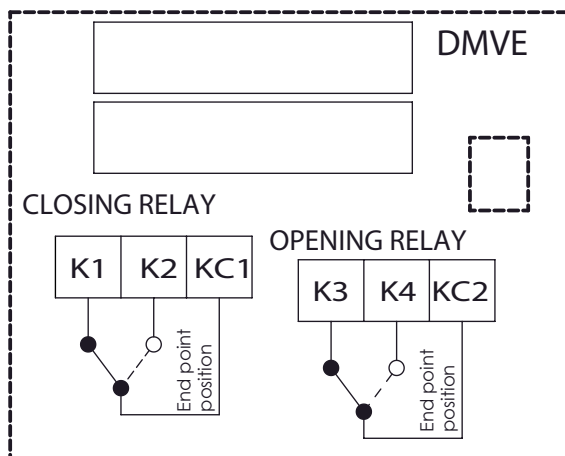 DMVE
CLOSING RELAY
K1 K2 KC1
End point
position
OPENING RELAY
K3 K4 KC2
End point
position